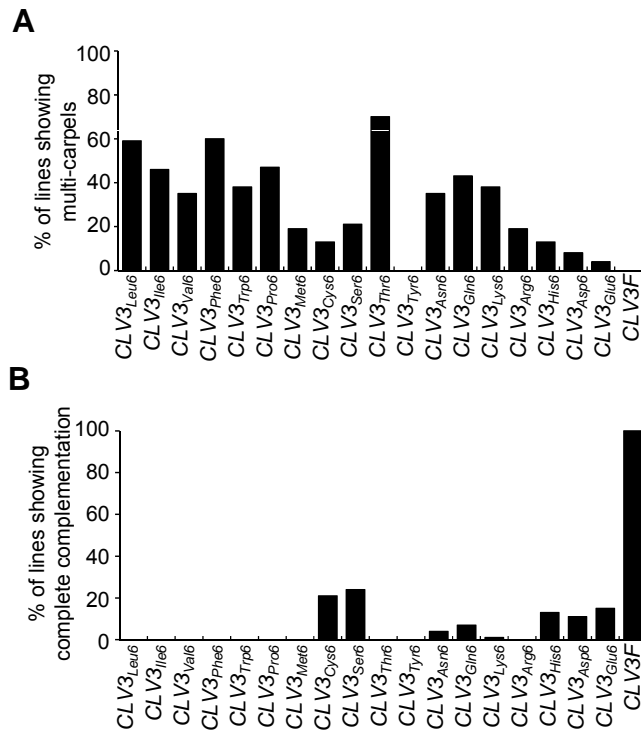 A
% of lines showing
multi-carpels
100
80
60
40
20
0
CLV3Leu6
CLV3Ile6
CLV3Val6
CLV3Phe6
CLV3Trp6
CLV3Pro6
CLV3Met6
CLV3Cys6
CLV3Ser6
CLV3Thr6
CLV3Tyr6
CLV3Asn6
CLV3Gln6
CLV3Lys6
CLV3Arg6
CLV3His6
CLV3Asp6
CLV3Glu6
CLV3F
B
% of lines showing
complete complementation
100
80
60
40
20
0
CLV3Leu6
CLV3Ile6
CLV3Val6
CLV3Phe6
CLV3Trp6
CLV3Pro6
CLV3Met6
CLV3Cys6
CLV3Ser6
CLV3Thr6
CLV3Tyr6
CLV3Asn6
CLV3Gln6
CLV3Lys6
CLV3Arg6
CLV3His6
CLV3Asp6
CLV3Glu6
CLV3F